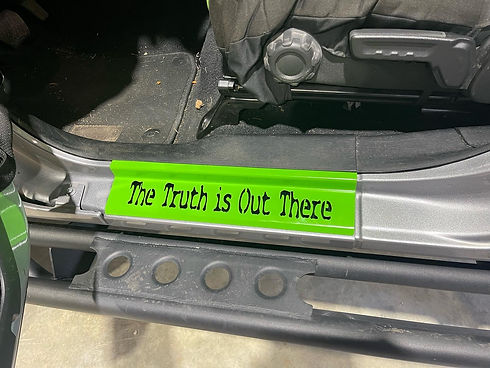 The Truth is Out There